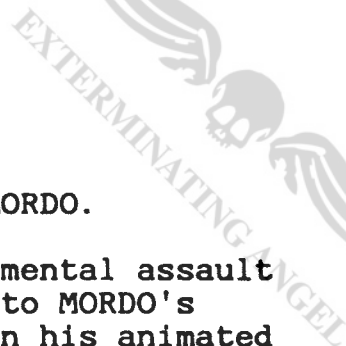 EXTERMINATING ANGEL
ORDO.
mental assault
to MORDO's
n his animated